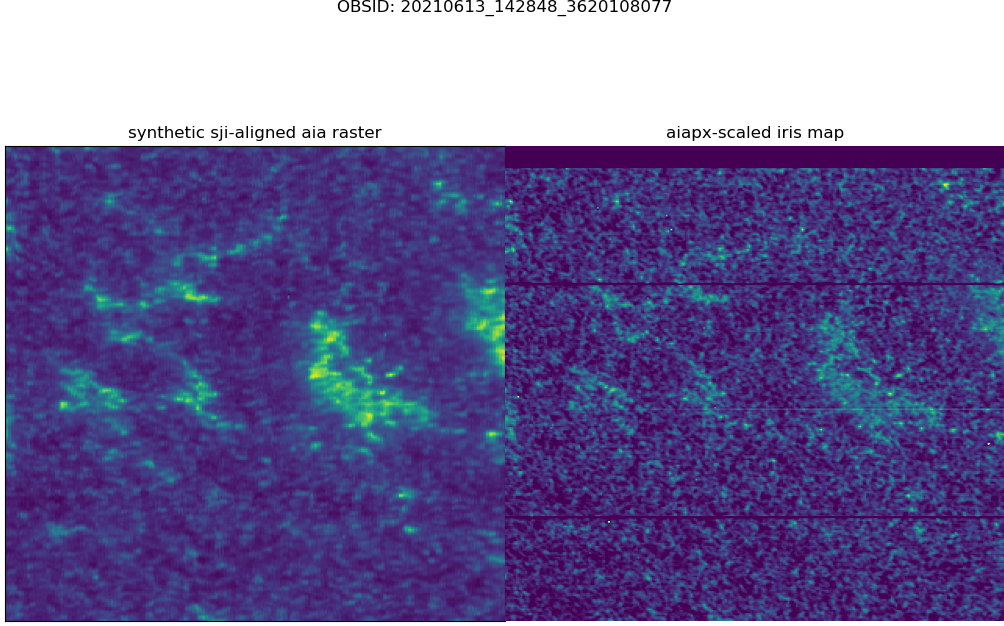 OBSID: 20210613_142848_3620108077
synthetic sji-aligned aia raster
aiapx-scaled iris map